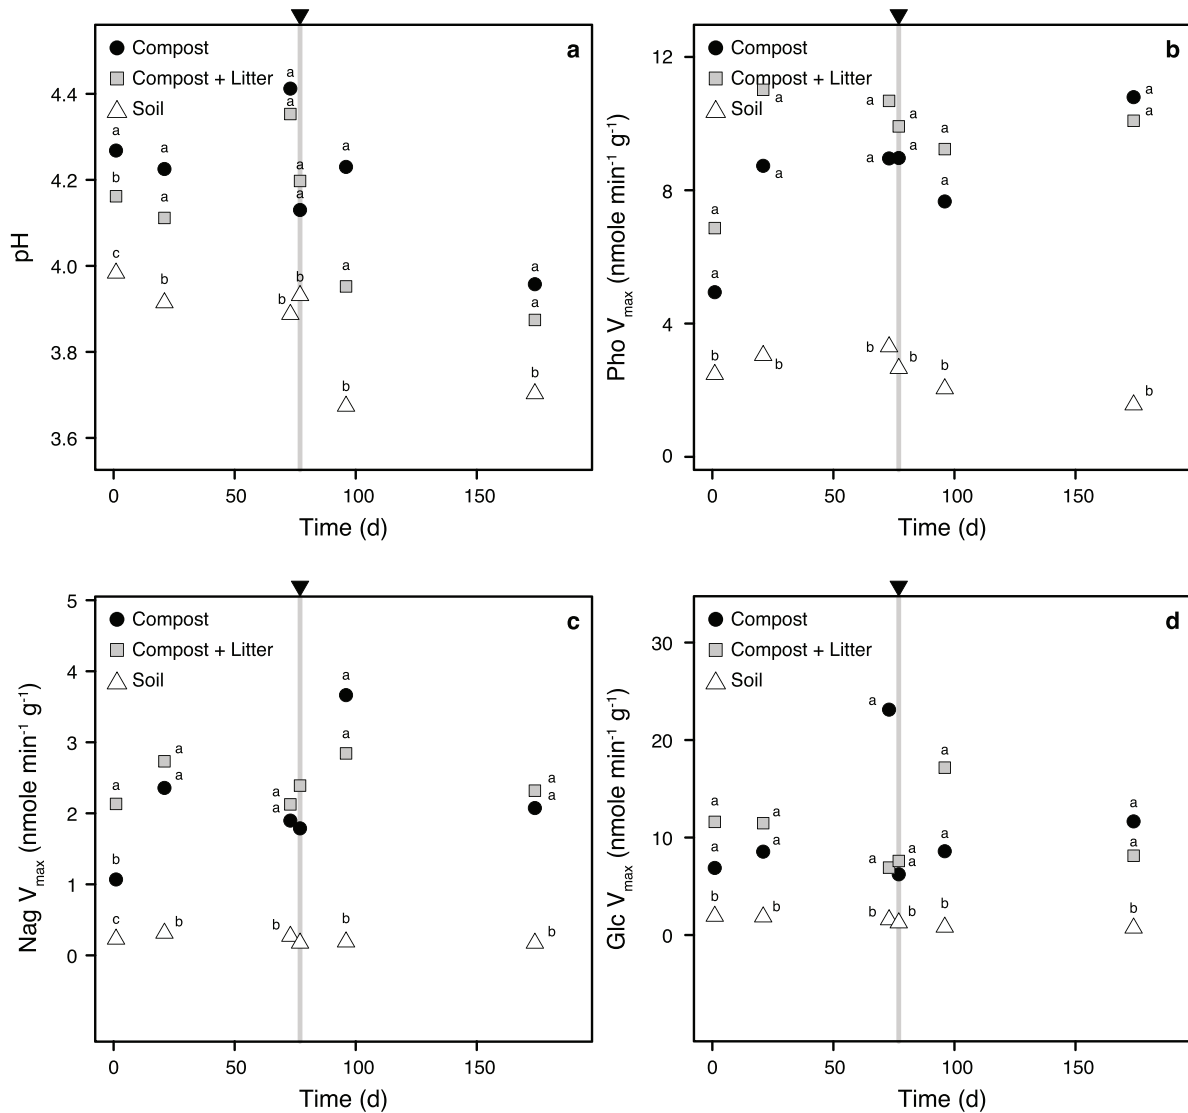 Compost
Compost + Litter
Soil
a
4.4
4.2
4.0
3.8
3.6
pH
a
b
c
a
a
b
a
a
b
a
a
b
a
a
b
a
a
b
0
50
100
150
Time (d)
Compost
Compost + Litter
Soil
b
12
8
4
0
Pho Vmax (nmole min-1 g-1)
a
a
b
a
a
b
a
a
b
a
a
b
a
a
b
a
a
b
0
50
100
150
Time (d)
Compost
Compost + Litter
Soil
c
5
4
3
2
1
0
Nag Vmax (nmole min-1 g-1)
a
b
c
a
a
b
a
a
b
a
a
b
a
a
b
0
50
100
150
Time (d)
Compost
Compost + Litter
Soil
d
30
20
10
0
Glc Vmax (nmole min-1 g-1)
a
a
b
a
a
b
a
a
b
a
a
b
a
a
b
a
a
b
0
50
100
150
Time (d)